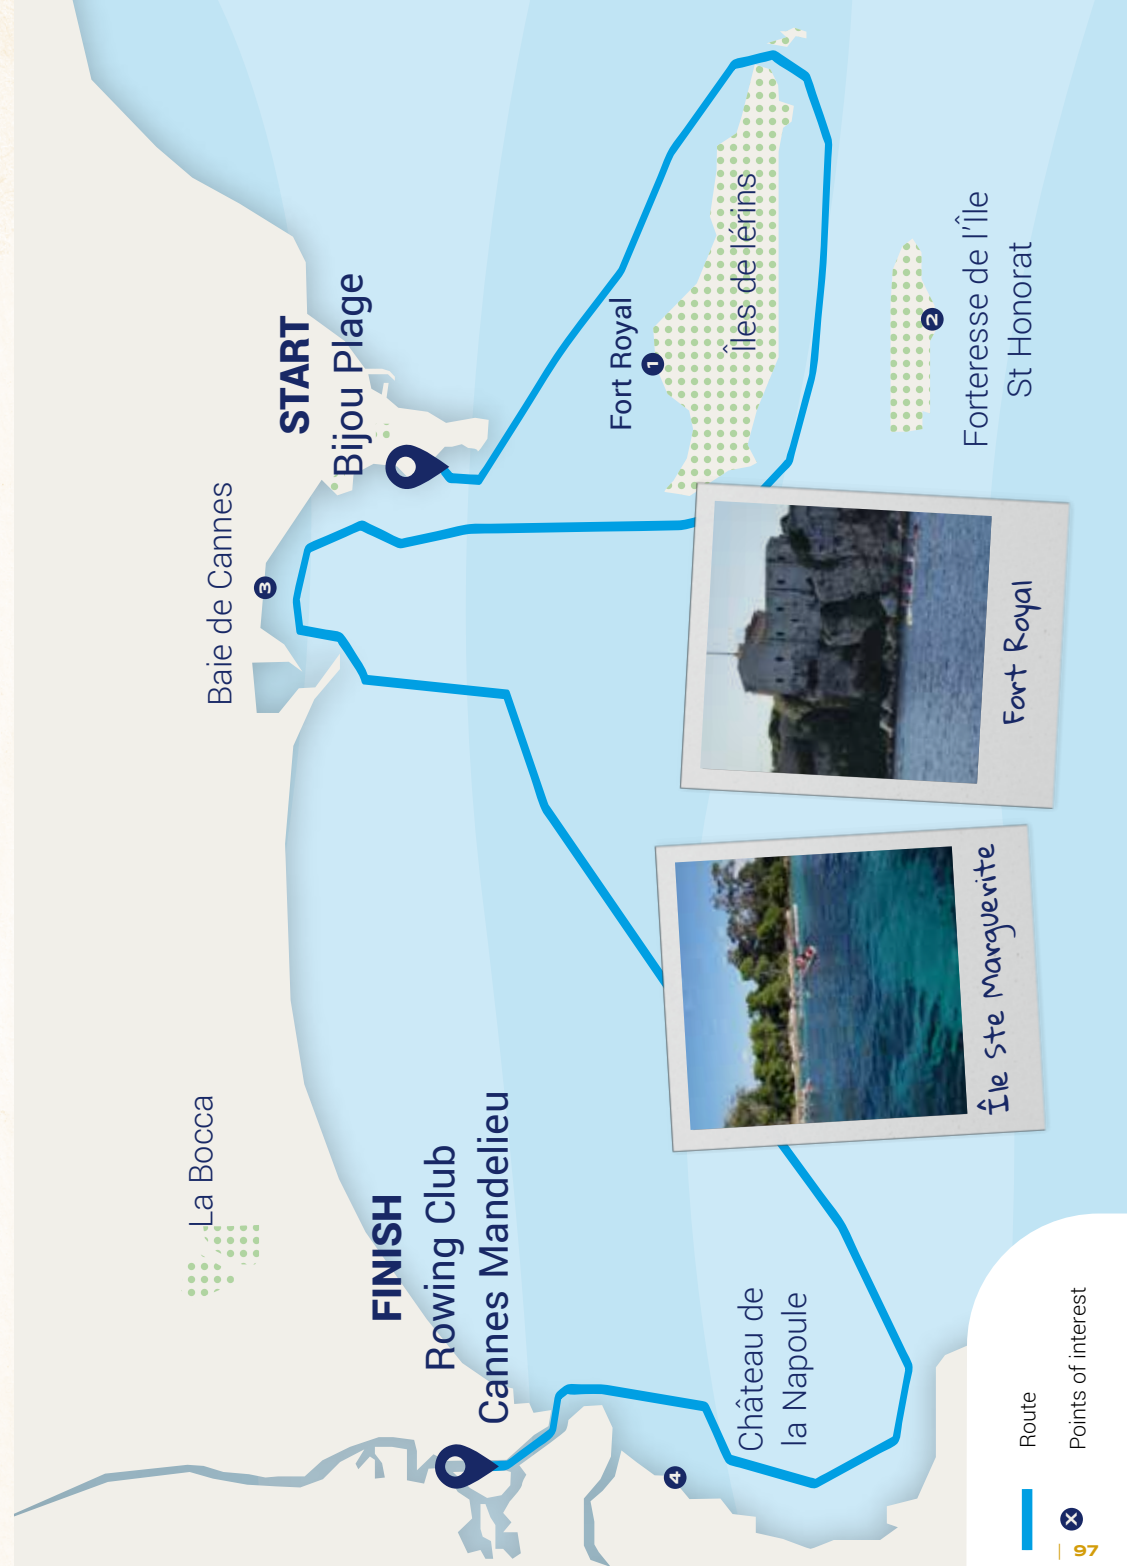 La Bocca
Baie de Cannes
3
START
Bijou Plage
FINISH
Rowing Club
Cannes Mandelieu
Fort Royal
1
Îles de lérins
2
Forteresse de l'Île
St Honorat
4
Château de
la Napoule
Île Ste Marguerite
Fort Royal
Route
X
Points of interest
97